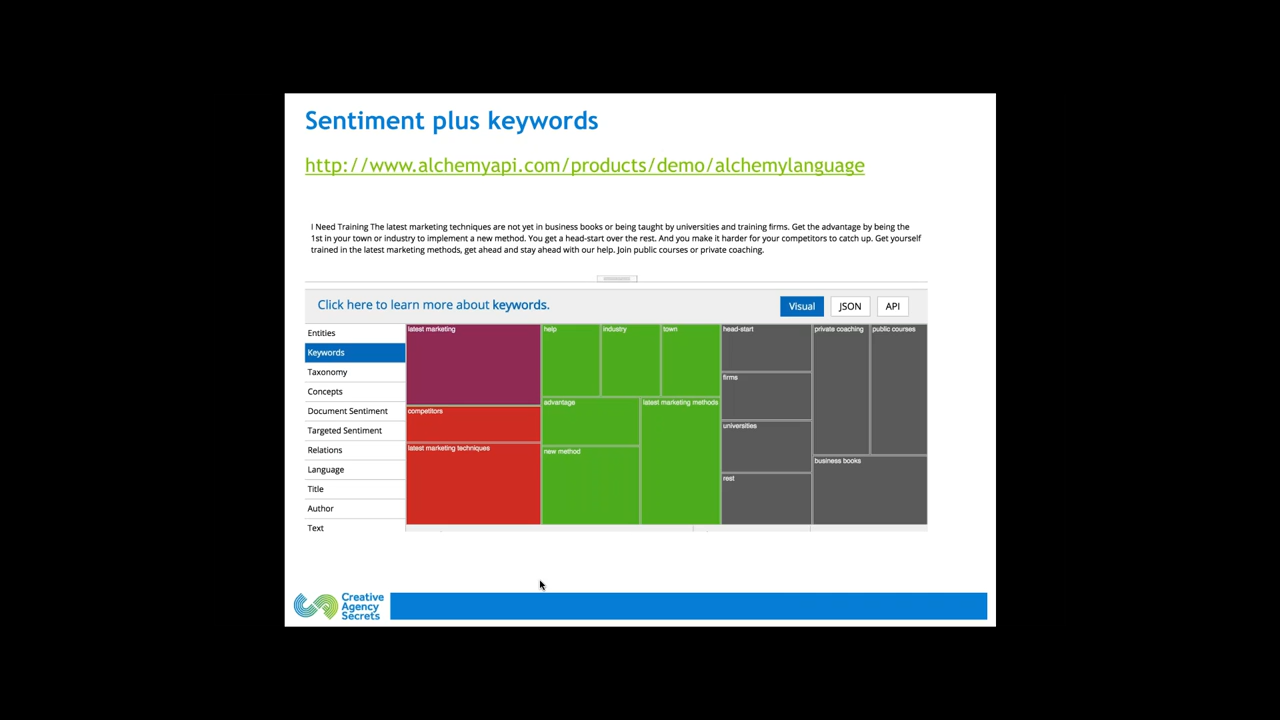 Sentiment plus keywords
http://www.alchemyapi.com/products/demo/alchemylanguage
I Need Training The latest marketing techniques are not yet in business books or being taught by universities and training firms. Get the advantage by being the
1st in your town or industry to implement a new method. You get a head-start over the rest. And you make it harder for your competitors to catch up. Get yourself
trained in the latest marketing methods, get ahead and stay ahead with our help. Join public courses or private coaching.
Click here to learn more about keywords.
Visual
JSON
API
Entities
Keywords
Taxonomy
Concepts
Document Sentiment
Targeted Sentiment
Relations
Language
Title
Author
Text
latest marketing
competitors
latest marketing techniques
help
industry
town
advantage
new method
latest marketing methods
head-start
firms
universities
rest
private coaching
public courses
business books
Creative
Agency
Secrets